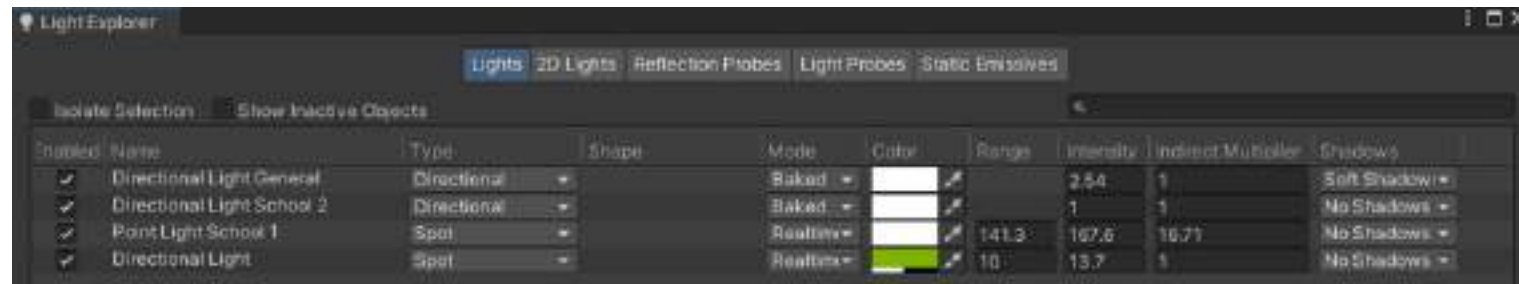 Light Explorer
Lights 2D Lights Reflection Probes Light Probes Static Emissives
Isolate Selection Show Inactive Objects
Enabled Name Type Shape Mode Color Range Intensity Indirect Multiplier Shadows
Directional Light General Directional Baked 2.54 1 Soft Shadow
Directional Light School 2 Directional Baked 1 1 No Shadows
Point Light School 1 Spot Realtime 141.3 167.6 16.71 No Shadows
Directional Light Spot Realtime 10 13.7 1 No Shadows